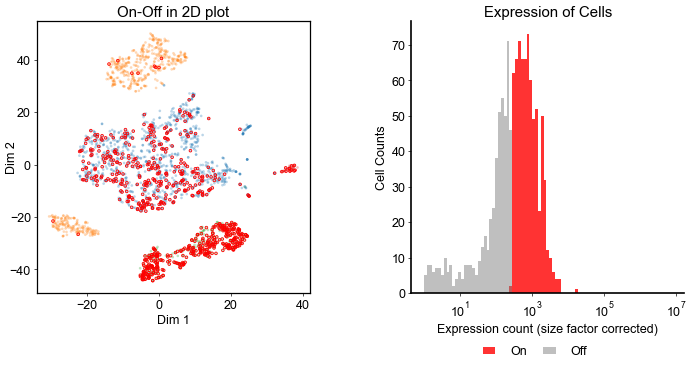 On-Off in 2D plot
Dim 2
40
20
0
−20
−40
−20
0
20
40
Dim 1
Expression of Cells
Cell Counts
70
60
50
40
30
20
10
0
10^1
10^3
10^5
10^7
Expression count (size factor corrected)
On
Off